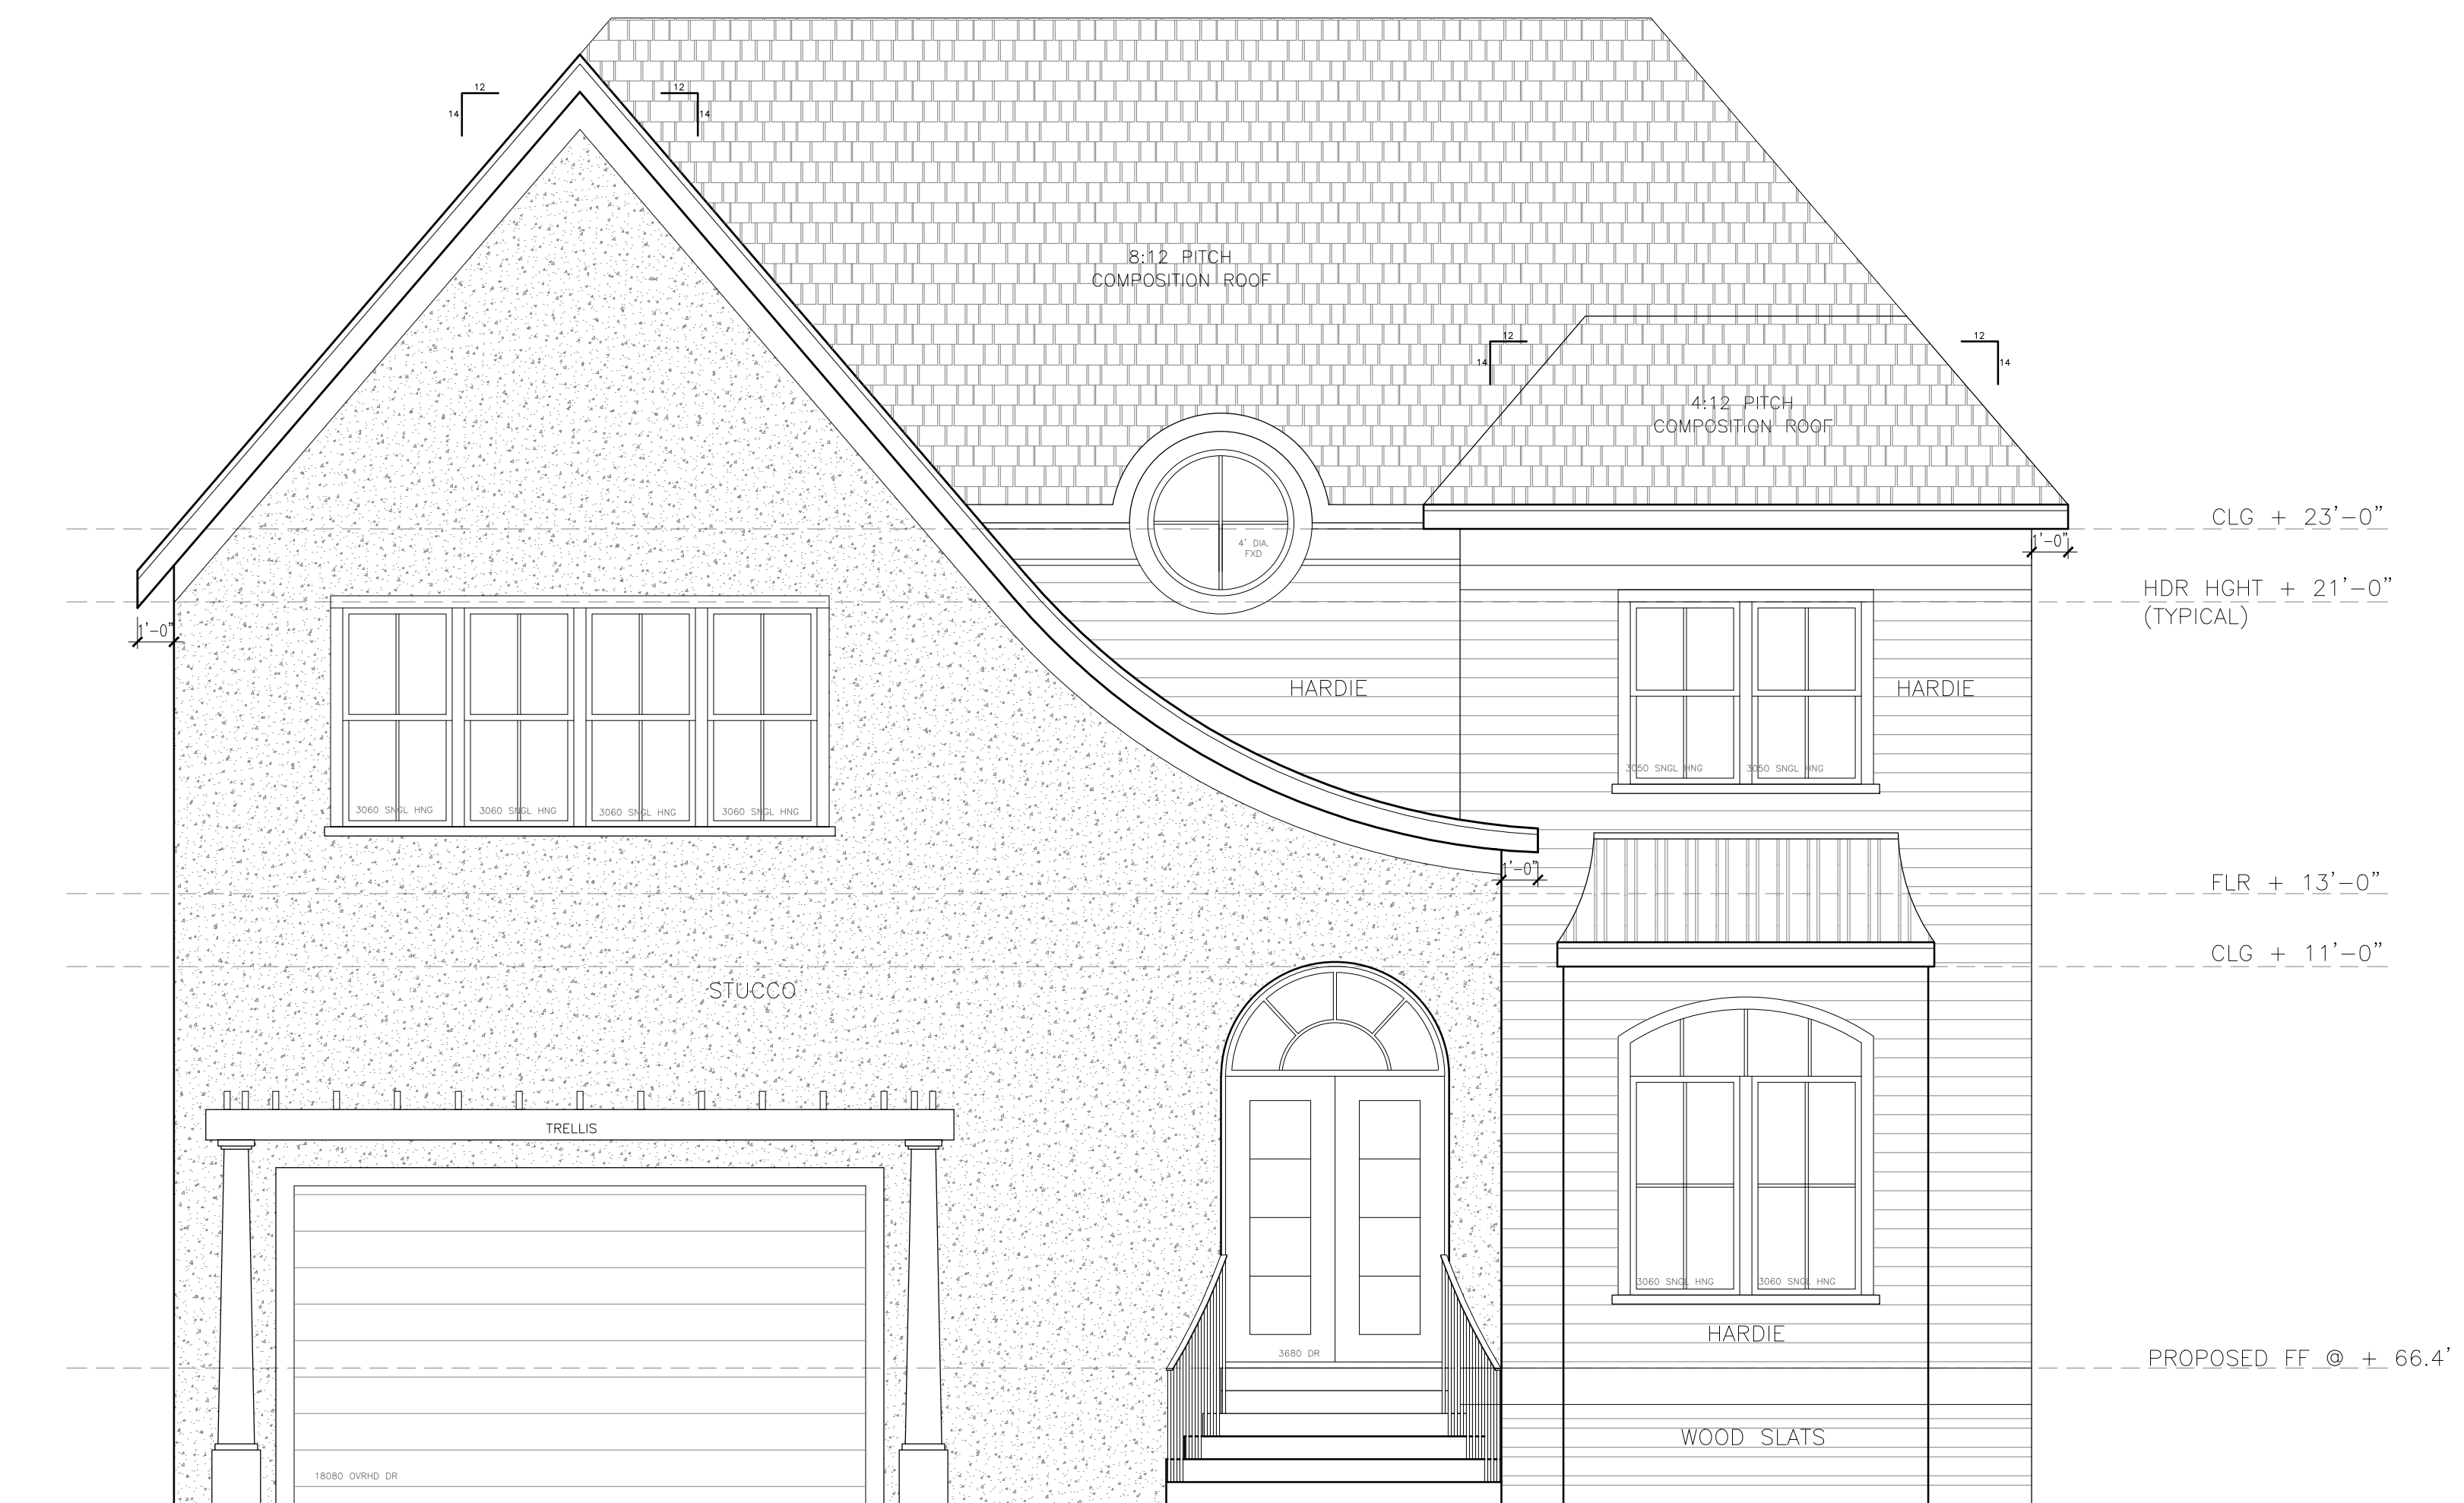 12
12
14
14
8:12 PITCH
COMPOSITION ROOF
12
12
14
14
4:12 PITCH
COMPOSITION ROOF
CLG + 23'-0"
4' DIA.
FXD
1'-0"
HDR HGHT + 21'-0"
(TYPICAL)
1'-0"
HARDIE
HARDIE
3050 SNGL HNG
3050 SNGL HNG
3060 SNGL HNG
3060 SNGL HNG
3060 SNGL HNG
3060 SNGL HNG
1'-0"
FLR + 13'-0"
CLG + 11'-0"
STUCCO
TRELLIS
3060 SNGL HNG
3060 SNGL HNG
HARDIE
3680 DR
PROPOSED FF @ + 66.4'
WOOD SLATS
18080 OVRHD DR